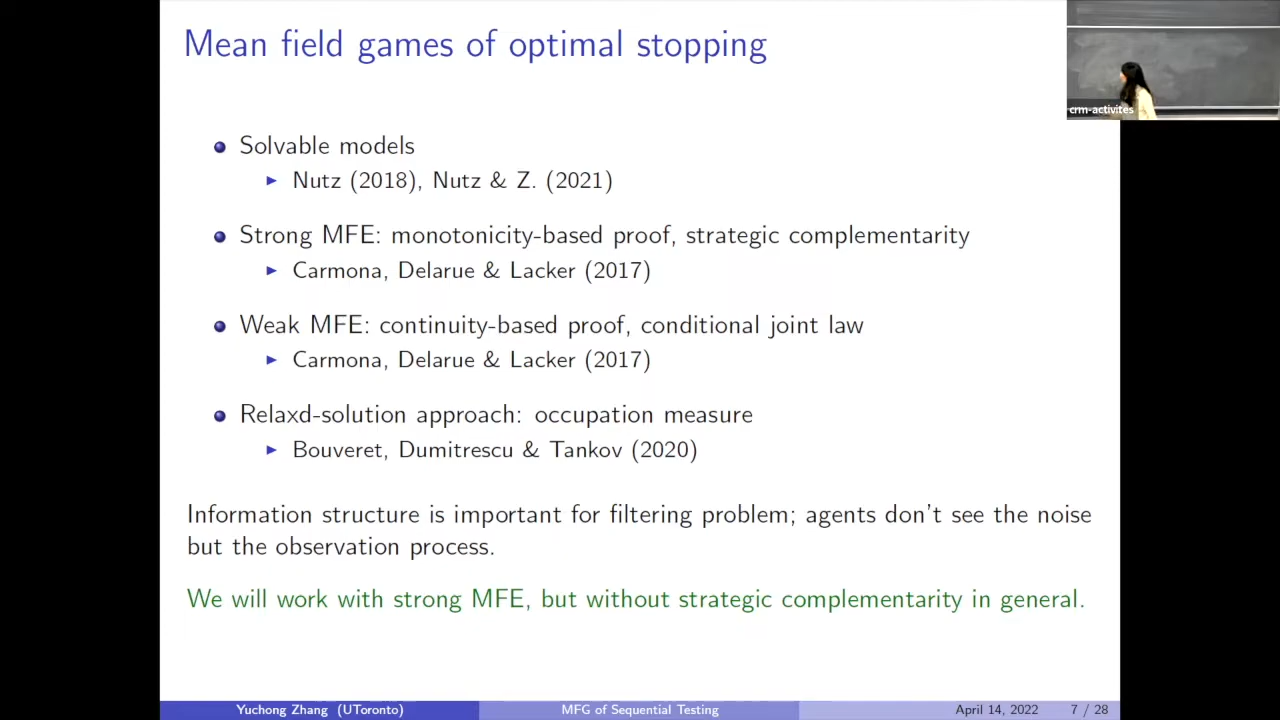 Mean field games of optimal stopping
crm-activites
Solvable models
Nutz (2018), Nutz & Z. (2021)
Strong MFE: monotonicity-based proof, strategic complementarity
Carmona, Delarue & Lacker (2017)
Weak MFE: continuity-based proof, conditional joint law
Carmona, Delarue & Lacker (2017)
Relaxd-solution approach: occupation measure
Bouveret, Dumitrescu & Tankov (2020)
Information structure is important for filtering problem; agents don't see the noise
but the observation process.
We will work with strong MFE, but without strategic complementarity in general.
Yuchong Zhang (UToronto) MFG of Sequential Testing April 14, 2022 7 / 28